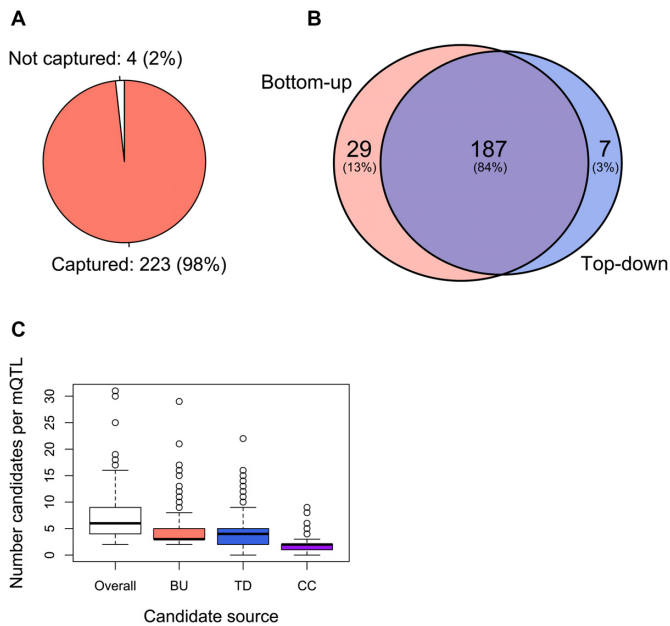 A
Not captured: 4 (2%)
Captured: 223 (98%)
B
Bottom-up
29
(13%)
187
(84%)
7
(3%)
Top-down
C
Number candidates per mQTL
30
25
20
15
10
5
0
Overall BU TD CC
Candidate source